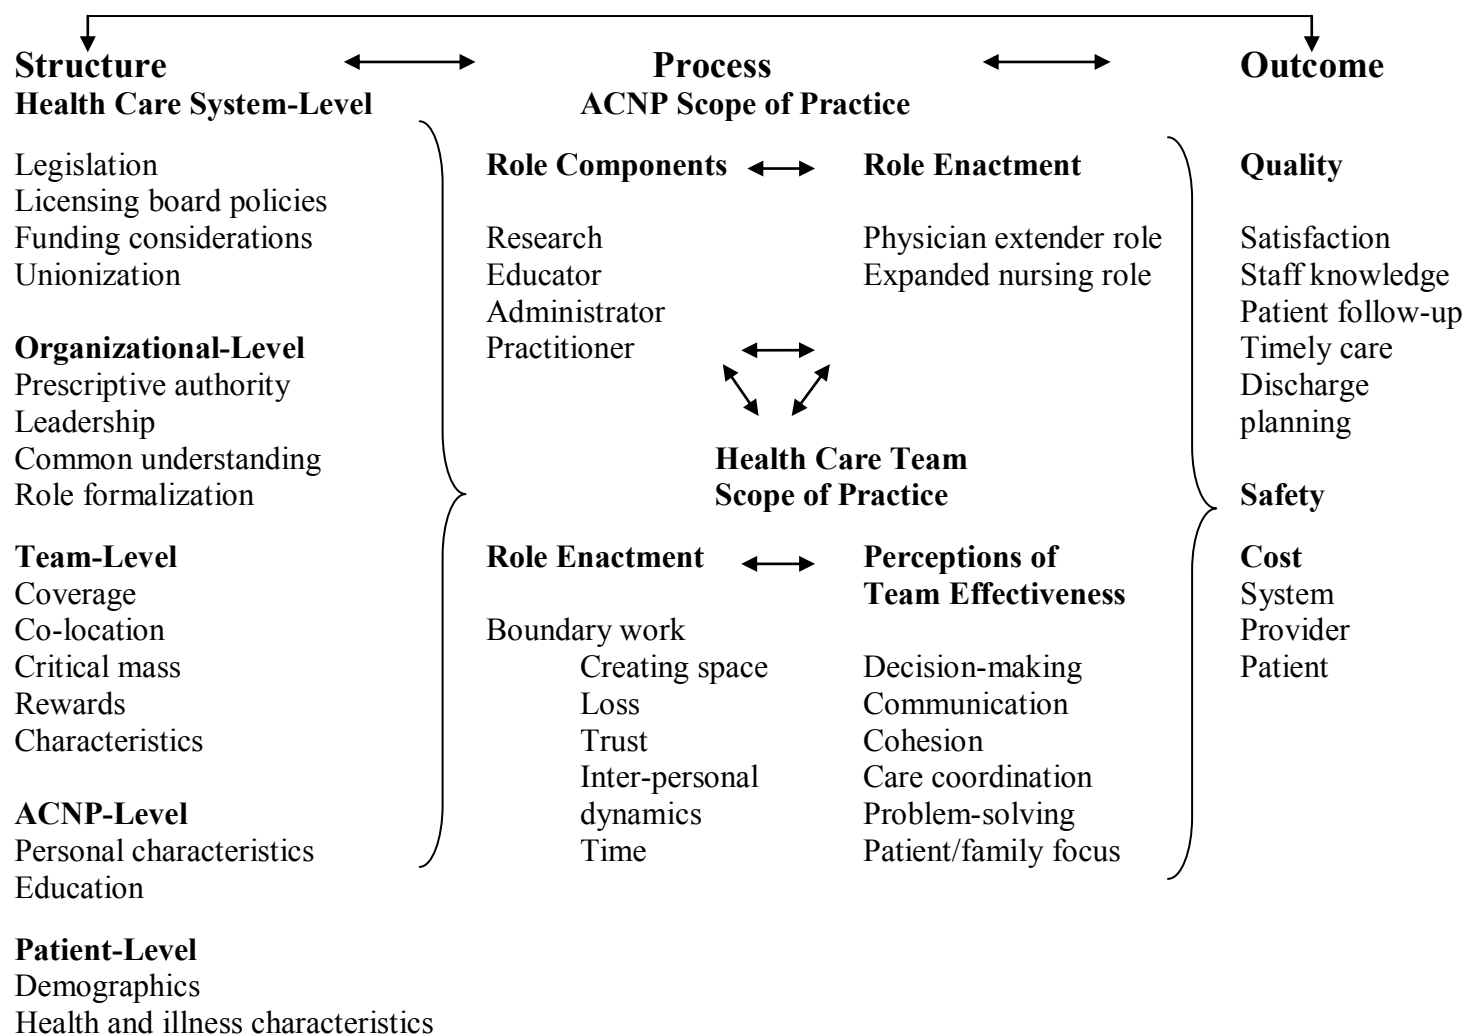 Structure
Health Care System-Level
Legislation
Licensing board policies
Funding considerations
Unionization
Organizational-Level
Prescriptive authority
Leadership
Common understanding
Role formalization
Team-Level
Coverage
Co-location
Critical mass
Rewards
Characteristics
ACNP-Level
Personal characteristics
Education
Patient-Level
Demographics
Health and illness characteristics
Process
ACNP Scope of Practice
Role Components
Research
Educator
Administrator
Practitioner
Role Enactment
Physician extender role
Expanded nursing role
Health Care Team
Scope of Practice
Role Enactment
Boundary work
Creating space
Loss
Trust
Inter-personal
dynamics
Time
Perceptions of
Team Effectiveness
Decision-making
Communication
Cohesion
Care coordination
Problem-solving
Patient/family focus
Outcome
Quality
Satisfaction
Staff knowledge
Patient follow-up
Timely care
Discharge
planning
Safety
Cost
System
Provider
Patient